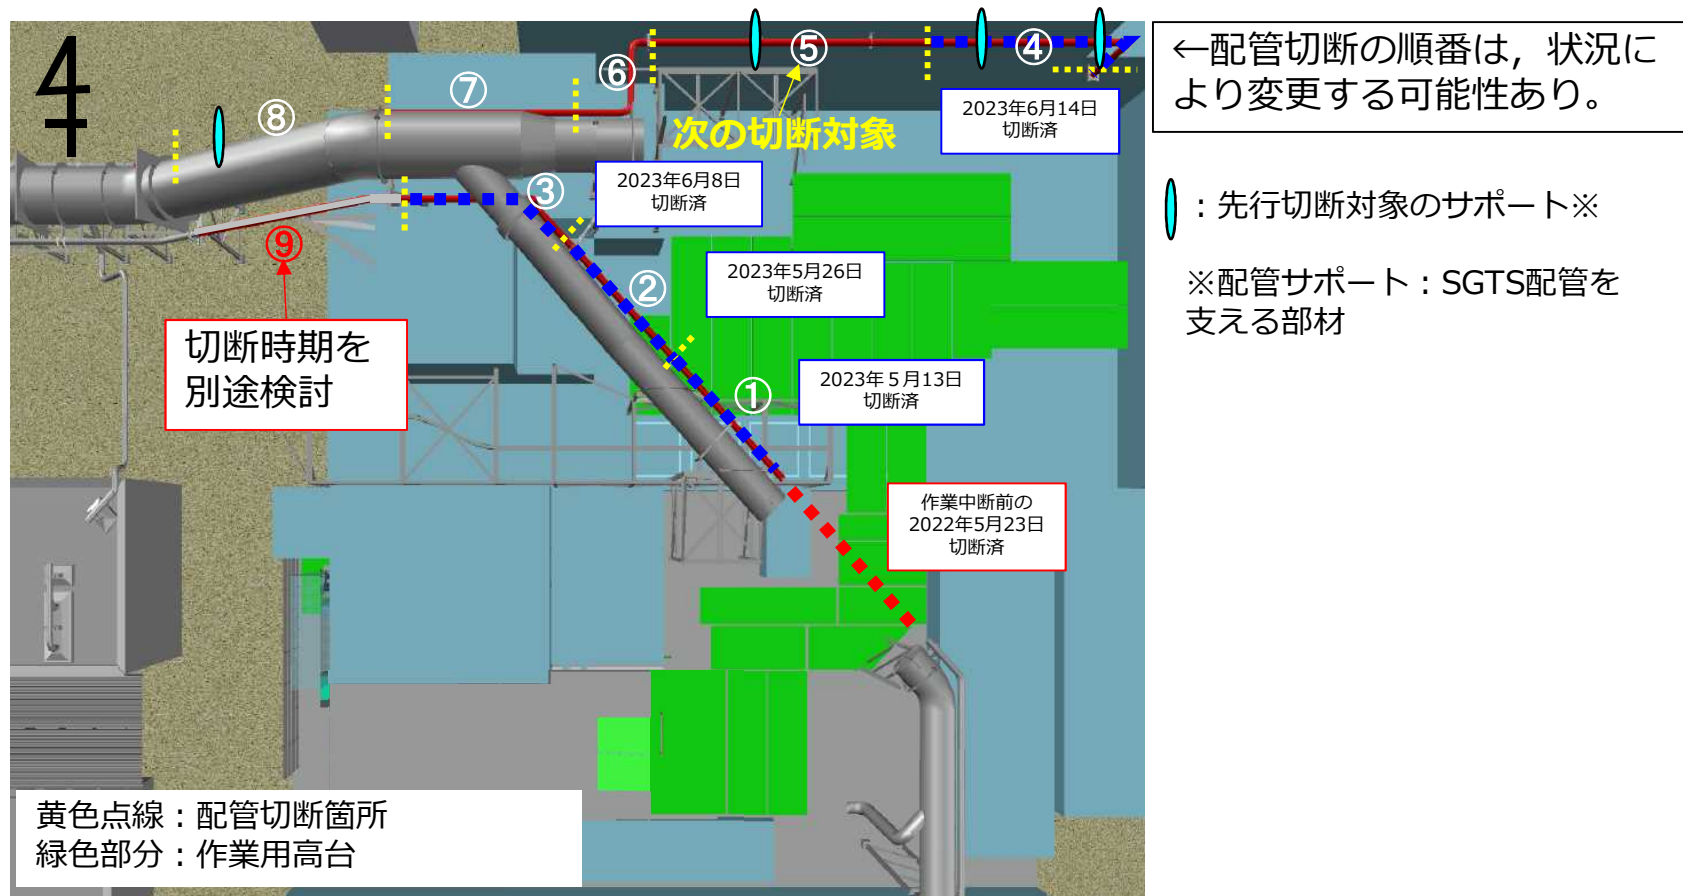 ⑤
④
←配管切断の順番は，状況に
より変更する可能性あり。
⑥
⑦
⑧
2023年6月14日
切断済
次の切断対象
③
2023年6月8日
切断済
：先行切断対象のサポート※
⑨
②
2023年5月26日
切断済
※配管サポート：SGTS配管を
支える部材
切断時期を
別途検討
①
2023年５月13日
切断済
作業中断前の
2022年5月23日
切断済
黄色点線：配管切断箇所
緑色部分：作業用高台